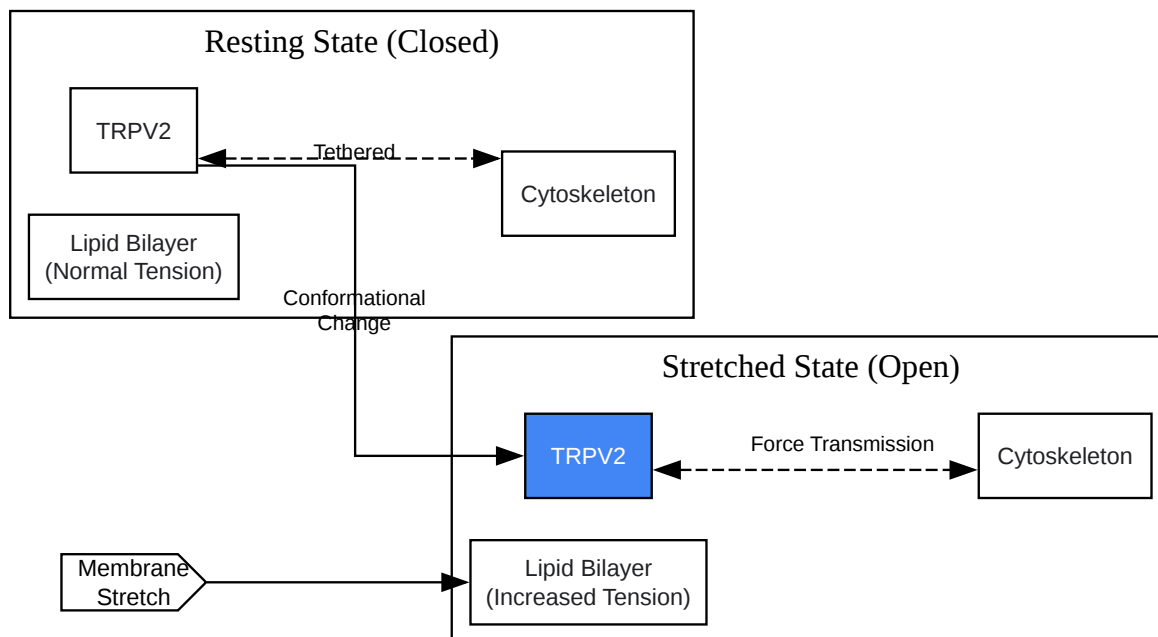 Resting State (Closed)
TRPV2
Tethered
Cytoskeleton
Lipid Bilayer
(Normal Tension)
Conformational
Change
Stretched State (Open)
TRPV2
Force Transmission
Cytoskeleton
Membrane
Stretch
Lipid Bilayer
(Increased Tension)